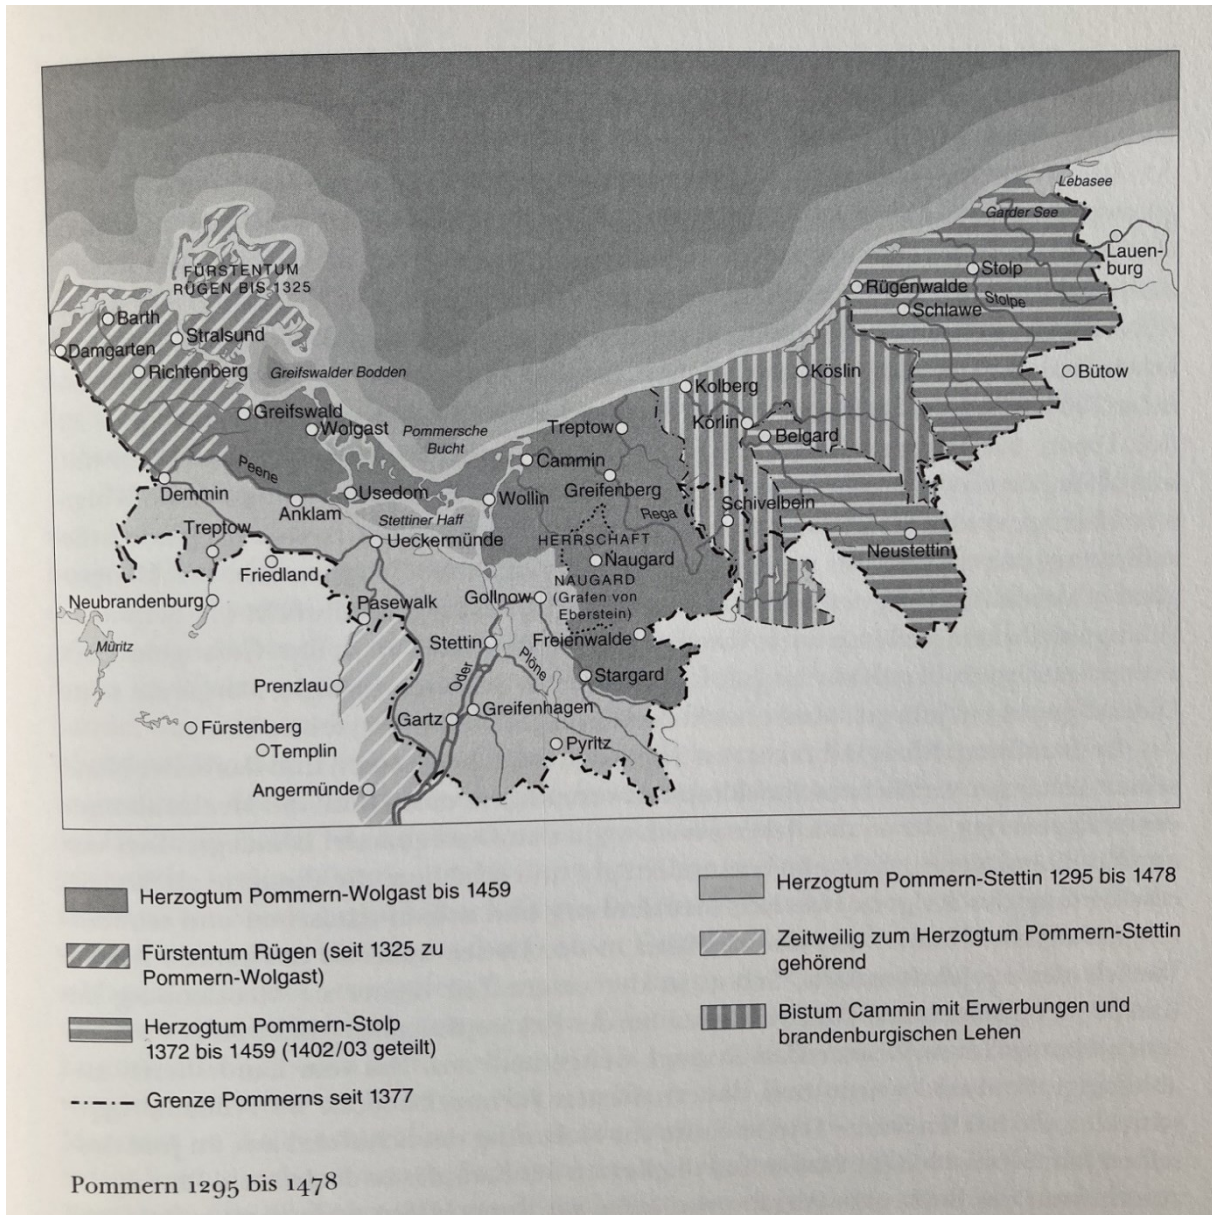 Lebasee
Garder See
Lauen-
burg
FÜRSTENTUM
RÜGEN BIS 1325
Stolp
Rügenwalde
Stolpe
Schlawe
Barth
Stralsund
Damgarten
Richtenberg
Greifswalder Bodden
Köslin
Bütow
Kolberg
Greifswald
Wolgast
Pommersche
Bucht
Treptow
Körlin
Belgard
Peene
Cammin
Demmin
Usedom
Wollin
Greifenberg
Anklam
Schivelbein
Rega
Stettiner Haff
Treptow
Ueckermünde
HERRSCHAFT
Neustettin
Friedland
Naugard
NAUGARD
(Grafen von
Eberstein)
Neubrandenburg
Pasewalk
Gollnow
Müritz
Stettin
Freienwalde
Oder
Plöne
Prenzlau
Stargard
Gartz
Greifenhagen
Fürstenberg
Templin
Pyritz
Angermünde
Herzogtum Pommern-Wolgast bis 1459
Fürstentum Rügen (seit 1325 zu
Pommern-Wolgast)
Herzogtum Pommern-Stolp
1372 bis 1459 (1402/03 geteilt)
Grenze Pommerns seit 1377
Herzogtum Pommern-Stettin 1295 bis 1478
Zeitweilig zum Herzogtum Pommern-Stettin
gehörend
Bistum Cammin mit Erwerbungen und
brandenburgischen Lehen
Pommern 1295 bis 1478